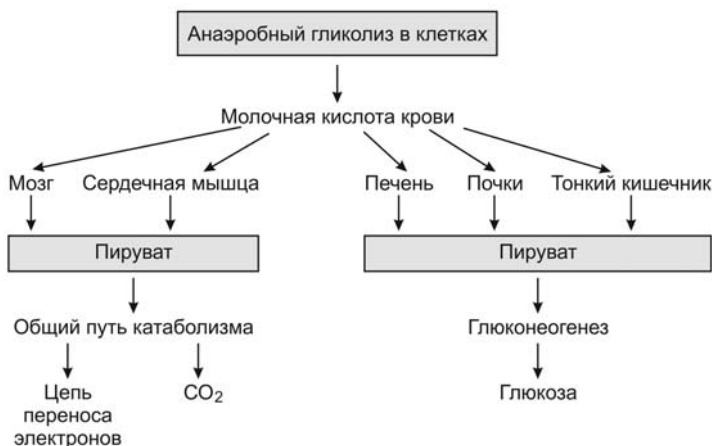 Анаэробный гликолиз в клетках
Молочная кислота крови
Мозг Сердечная мышца Печень Почки Тонкий кишечник
Пируват Пируват
Общий путь катаболизма Глюконеогенез
Цепь
переноса
электронов
CO₂ Глюкоза